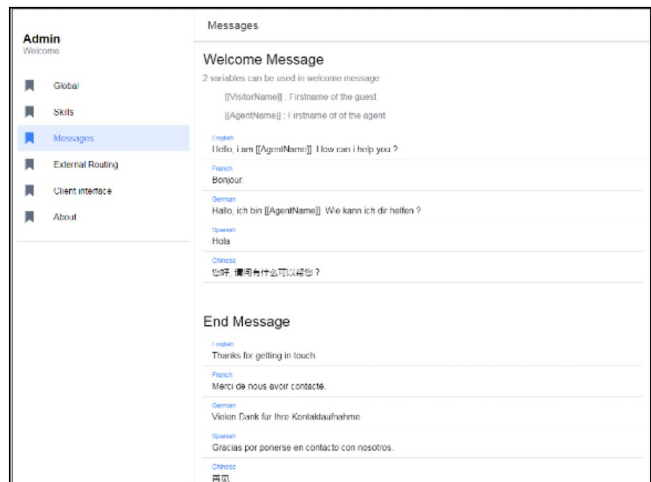 Admin
Welcome
Global
Skills
Messages
External Routing
Client interface
About
Messages
Welcome Message
2 variables can be used in welcome message:
[[VisitorName]] : Firstname of the guest
[[AgentName]] : Firstname of of the agent
English
Hello, i am [[AgentName]]. How can i help you ?
French
Bonjour.
German
Hallo, ich bin [[AgentName]]. Wie kann ich dir helfen ?
Spanish
Hola
Chinese
您好, 请问有什么可以帮您？
End Message
English
Thanks for getting in touch.
French
Merci de nous avoir contacté.
German
Vielen Dank für Ihre Kontaktaufnahme.
Spanish
Gracias por ponerse en contacto con nosotros.
Chinese
再见